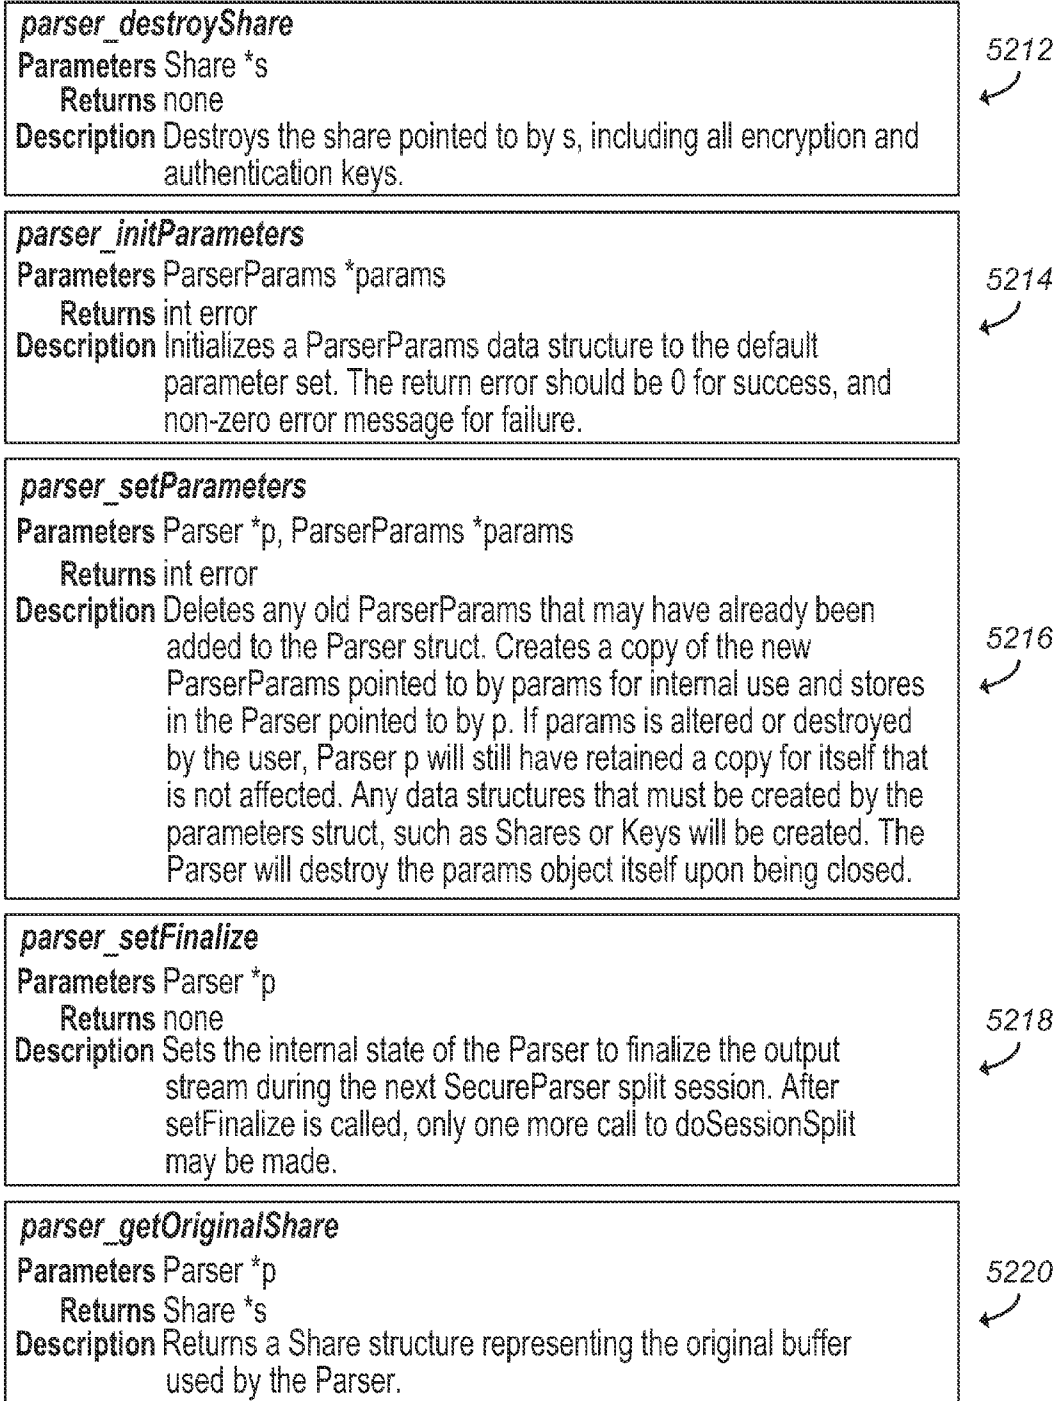 parser_destroyShare
Parameters Share *s
5212
Returns none
Description Destroys the share pointed to by s, including all encryption and
authentication keys.
parser_initParameters
Parameters ParserParams *params
5214
Returns int error
Description Initializes a ParserParams data structure to the default
parameter set. The return error should be 0 for success, and
non-zero error message for failure.
parser_setParameters
Parameters Parser *p, ParserParams *params
Returns int error
Description Deletes any old ParserParams that may have already been
added to the Parser struct. Creates a copy of the new
5216
ParserParams pointed to by params for internal use and stores
in the Parser pointed to by p. If params is altered or destroyed
by the user, Parser p will still have retained a copy for itself that
is not affected. Any data structures that must be created by the
parameters struct, such as Shares or Keys will be created. The
Parser will destroy the params object itself upon being closed.
parser_setFinalize
Parameters Parser *p
Returns none
5218
Description Sets the internal state of the Parser to finalize the output
stream during the next SecureParser split session. After
setFinalize is called, only one more call to doSessionSplit
may be made.
parser_getOriginalShare
Parameters Parser *p
5220
Returns Share *s
Description Returns a Share structure representing the original buffer
used by the Parser.